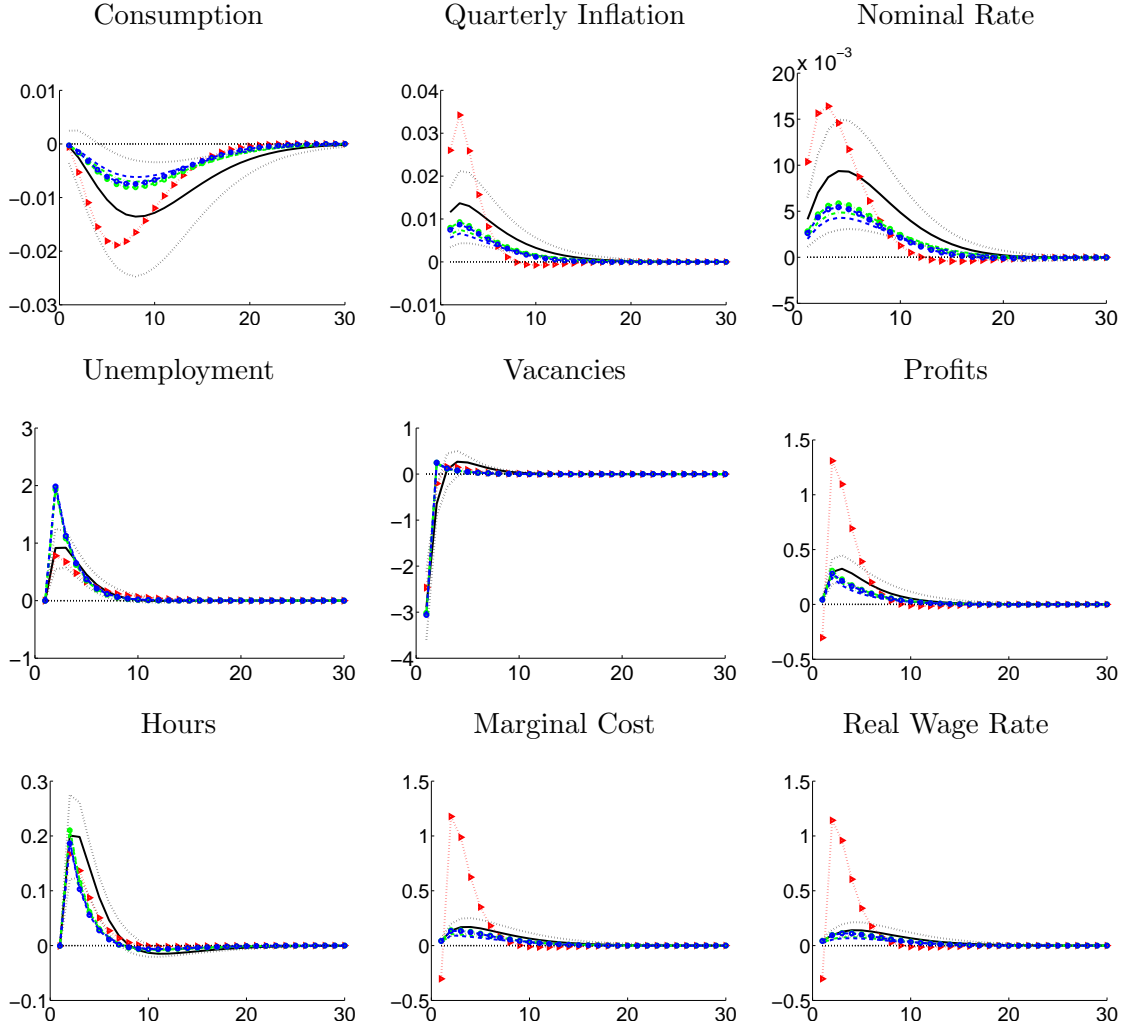 Consumption
Quarterly Inflation
Nominal Rate
0.01
0
−0.01
−0.02
−0.03
0 10 20 30
0.04
0.03
0.02
0.01
0
−0.01
0 10 20 30
x 10⁻³
20
15
10
5
0
−5
0 10 20 30
Unemployment
Vacancies
Profits
3
2
1
0
−1
0 10 20 30
1
0
−1
−2
−3
−4
0 10 20 30
1.5
1
0.5
0
−0.5
0 10 20 30
Hours
Marginal Cost
Real Wage Rate
0.3
0.2
0.1
0
−0.1
0 10 20 30
1.5
1
0.5
0
−0.5
0 10 20 30
1.5
1
0.5
0
−0.5
0 10 20 30